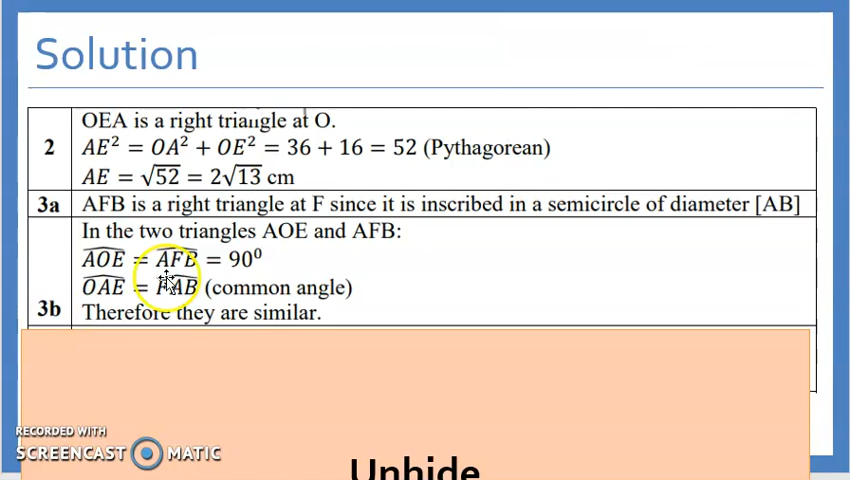 Solution
OEA is a right triangle at O.
2 AE² = OA² + OE² = 36 + 16 = 52 (Pythagorean)
AE = √52 = 2√13 cm
3a AFB is a right triangle at F since it is inscribed in a semicircle of diameter [AB]
In the two triangles AOE and AFB:
AOE = AFB = 90⁰
OAE = FAB (common angle)
3b Therefore they are similar.
RECORDED WITH
SCREENCAST MATIC
Unhide